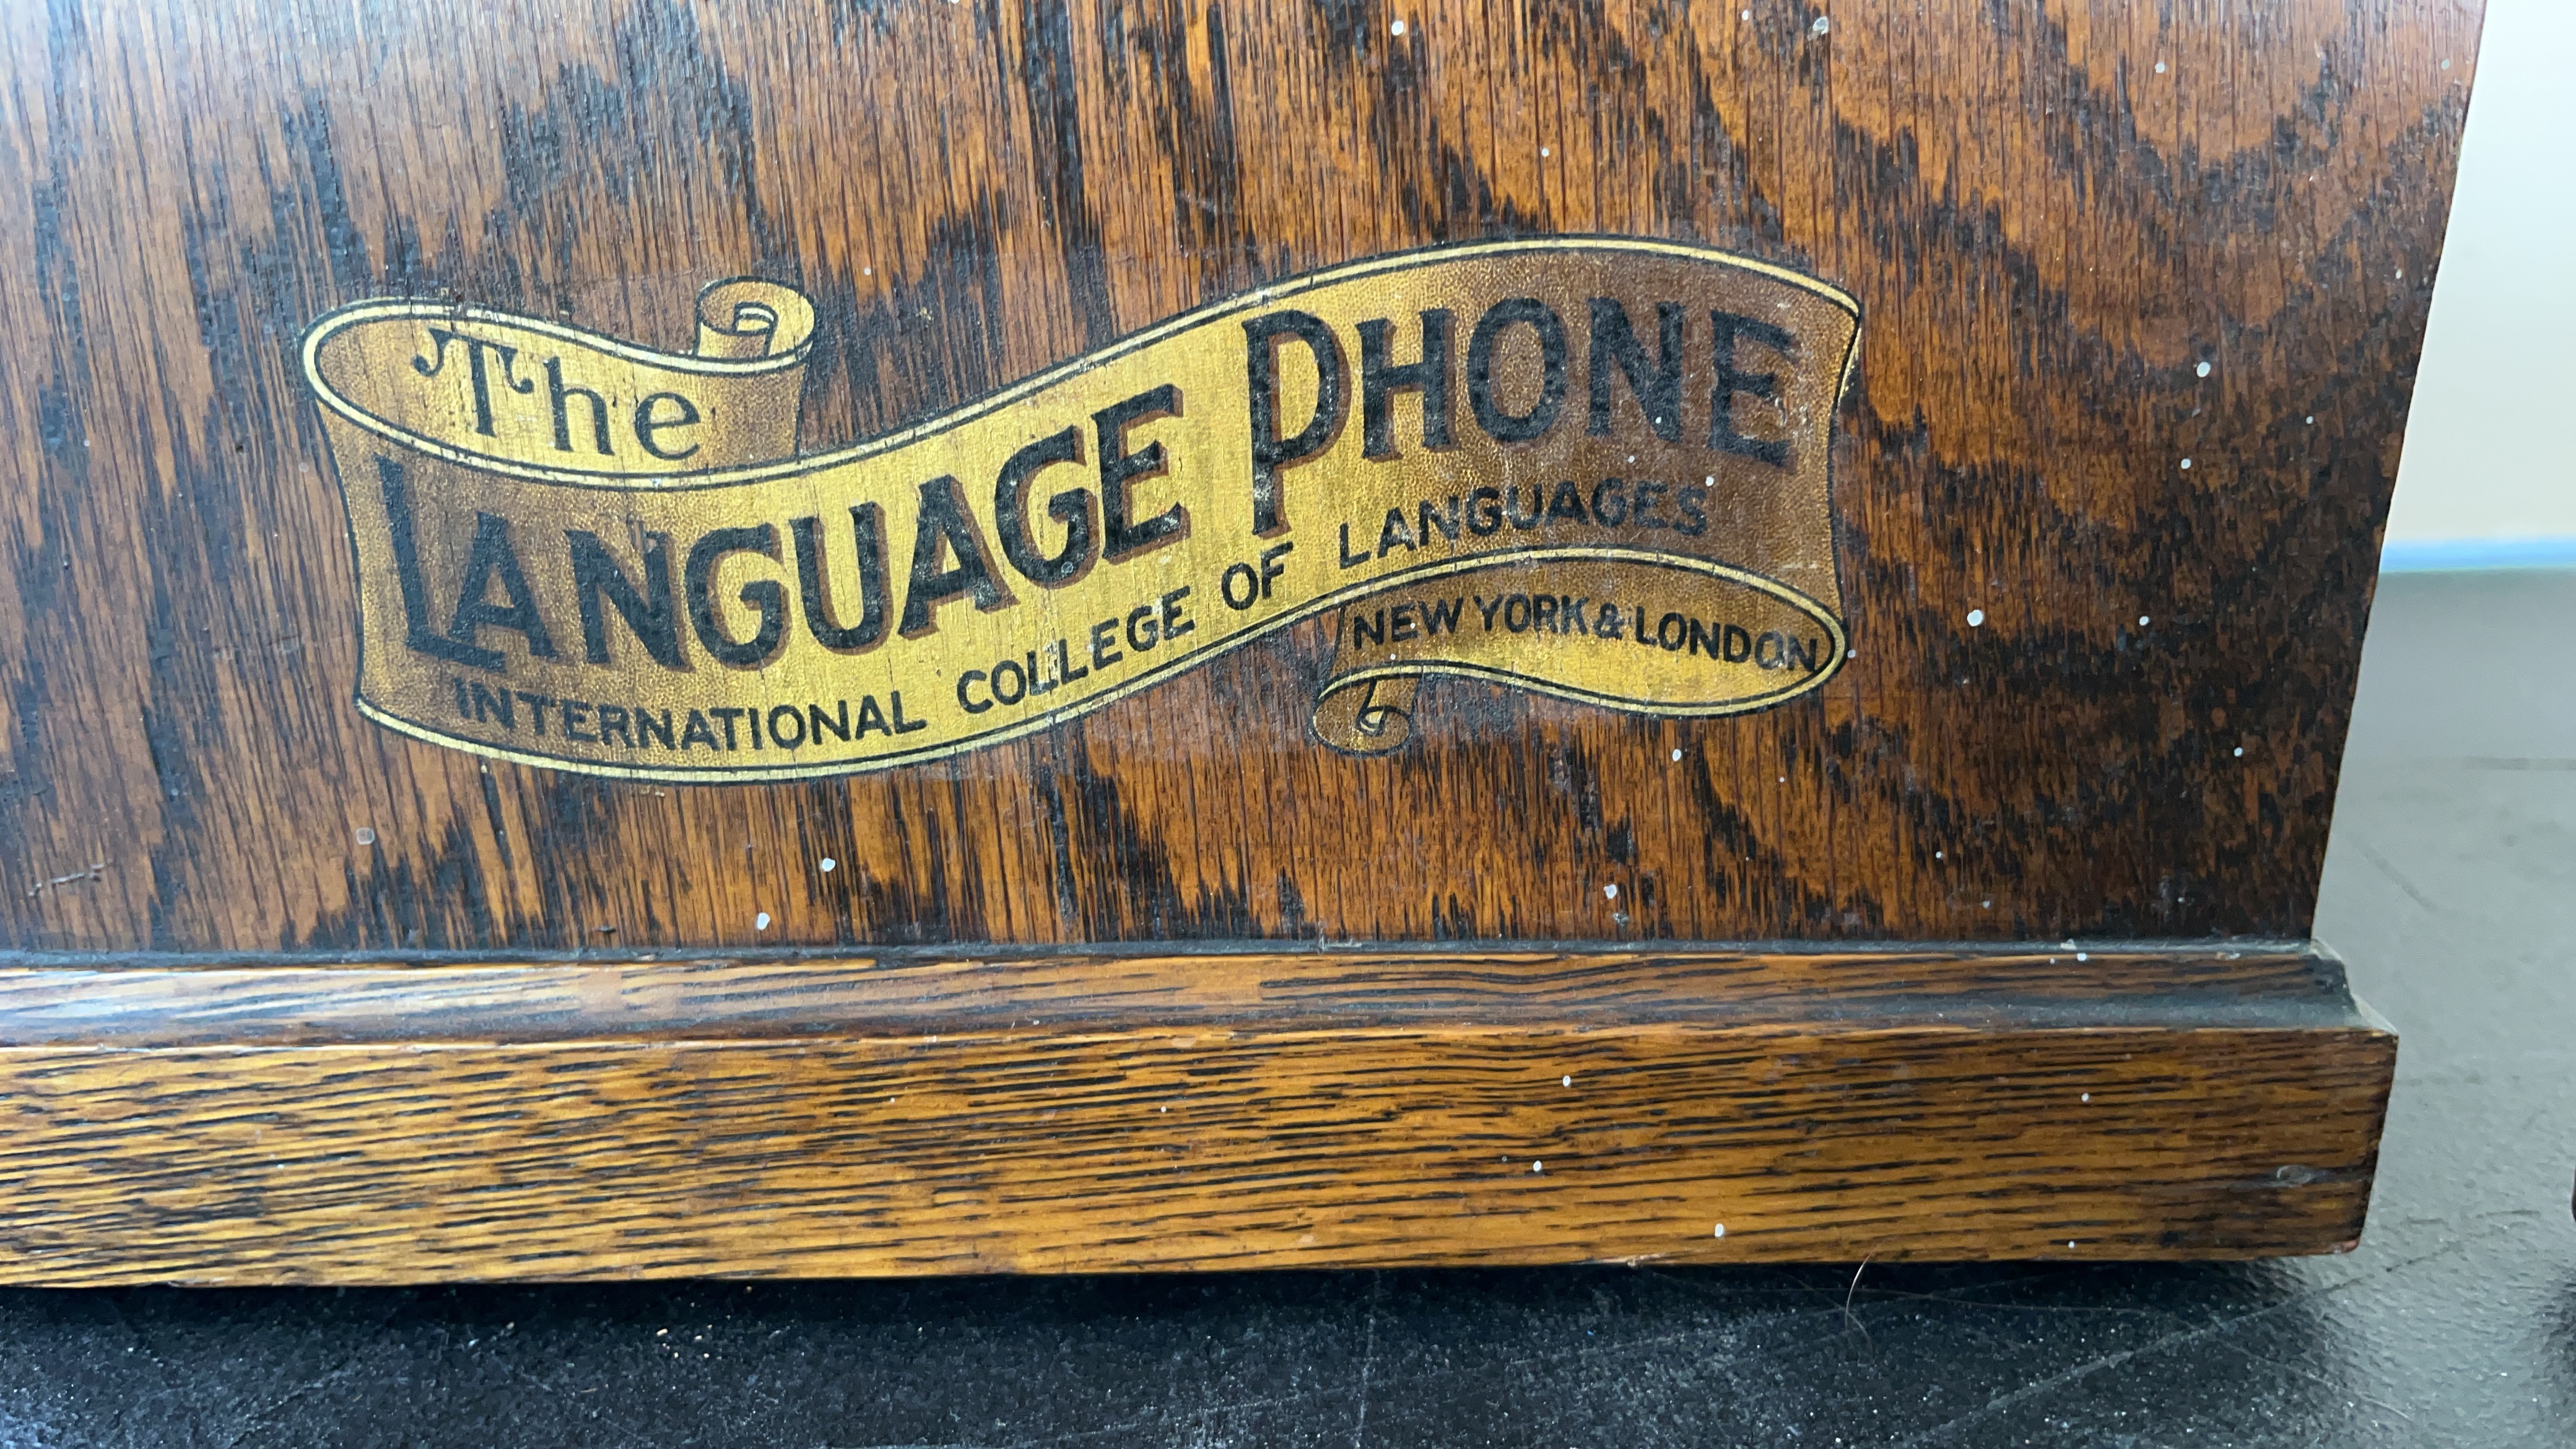 The
LANGUAGE PHONE
INTERNATIONAL COLLEGE OF LANGUAGES
NEW YORK & LONDON